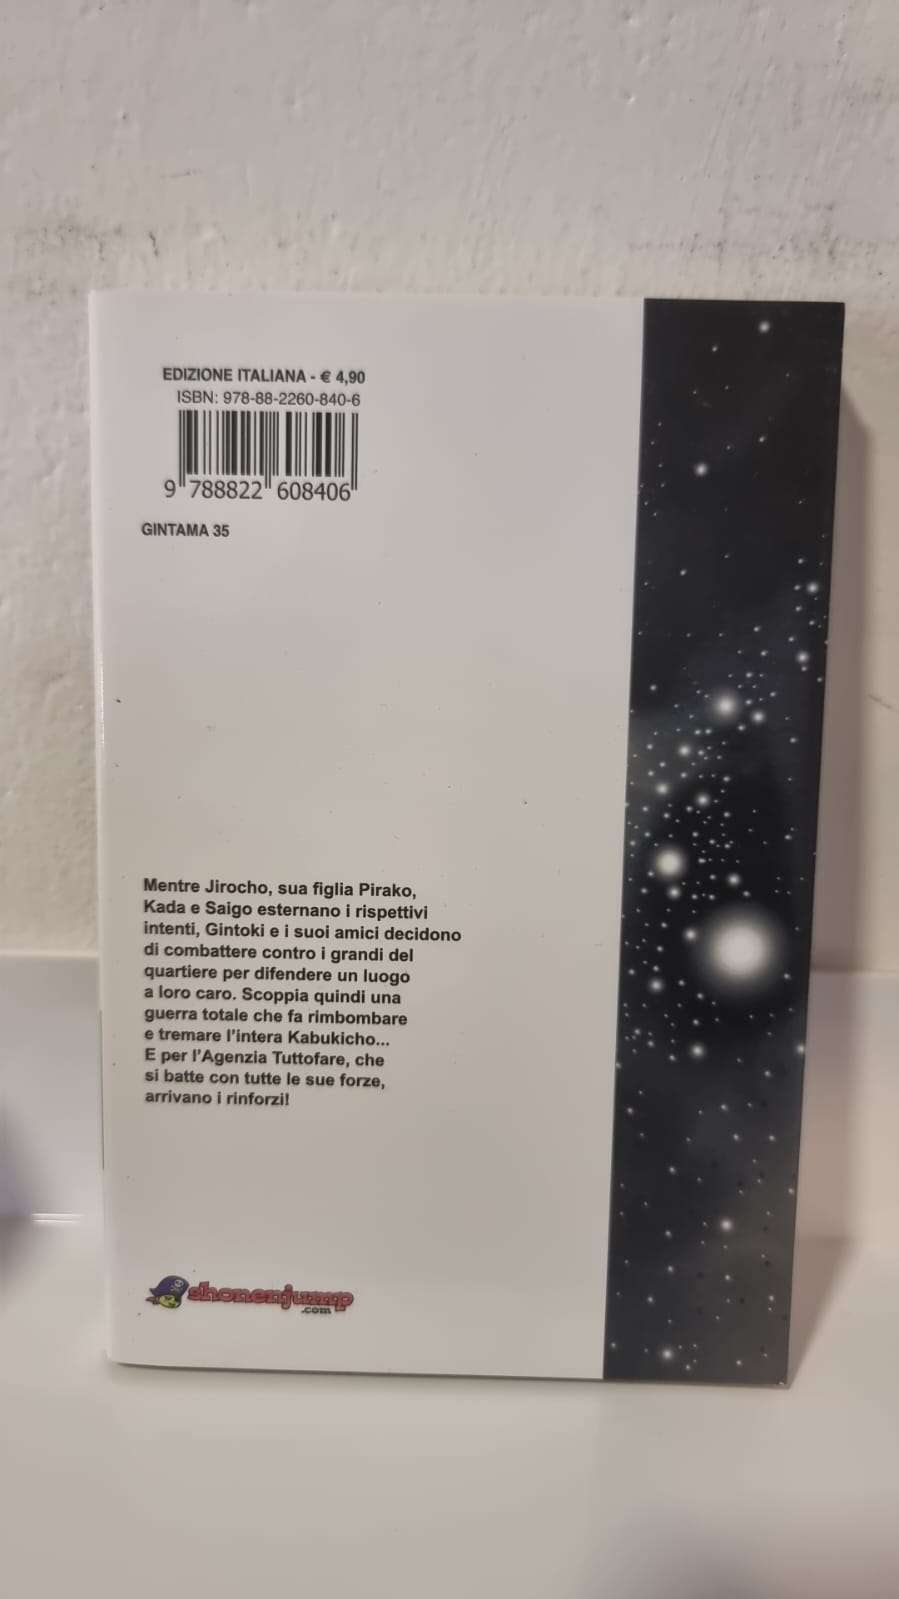 EDIZIONE ITALIANA - € 4,90
ISBN: 978-88-2260-840-6
9 788822 608406
GINTAMA 35
Mentre Jirocho, sua figlia Pirako,
Kada e Saigo esternano i rispettivi
intenti, Gintoki e i suoi amici decidono
di combattere contro i grandi del
quartiere per difendere un luogo
a loro caro. Scoppia quindi una
guerra totale che fa rimbombare
e tremare l'intera Kabukicho...
E per l'Agenzia Tuttofare, che
si batte con tutte le sue forze,
arrivano i rinforzi!
shonenjump
.com